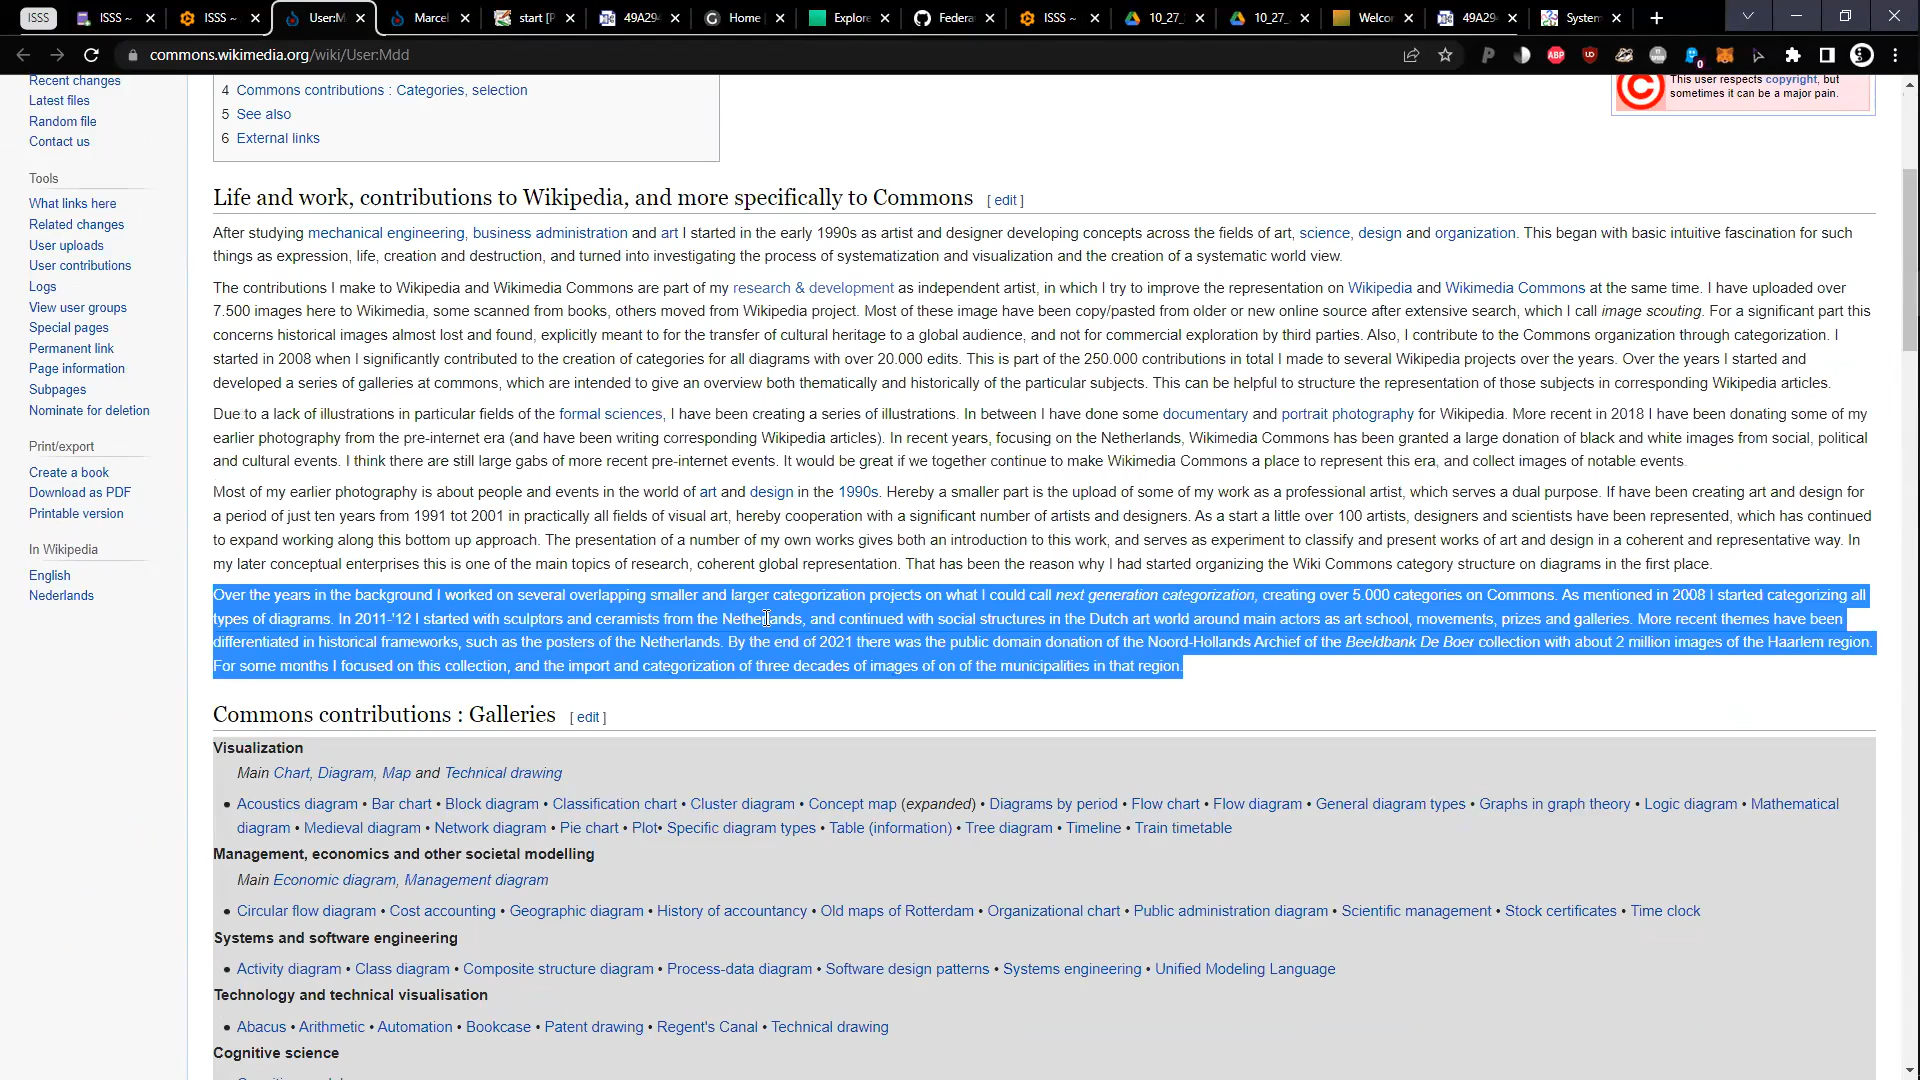 ISSS
ISSS ~
ISSS ~
User:M
Marcel
start [P
49A29
Home
Explore
Federa
ISSS ~
10_27_
10_27_
Welco
49A29
System
commons.wikimedia.org/wiki/User:Mdd
Recent changes
Latest files
Random file
Contact us
Tools
What links here
Related changes
User uploads
User contributions
Logs
View user groups
Special pages
Permanent link
Page information
Subpages
Nominate for deletion
Print/export
Create a book
Download as PDF
Printable version
In Wikipedia
English
Nederlands
4 Commons contributions : Categories, selection
5 See also
6 External links
This user respects copyright, but
sometimes it can be a major pain.
Life and work, contributions to Wikipedia, and more specifically to Commons [ edit ]
After studying mechanical engineering, business administration and art I started in the early 1990s as artist and designer developing concepts across the fields of art, science, design and organization. This began with basic intuitive fascination for such
things as expression, life, creation and destruction, and turned into investigating the process of systematization and visualization and the creation of a systematic world view.
The contributions I make to Wikipedia and Wikimedia Commons are part of my research & development as independent artist, in which I try to improve the representation on Wikipedia and Wikimedia Commons at the same time. I have uploaded over
7.500 images here to Wikimedia, some scanned from books, others moved from Wikipedia project. Most of these image have been copy/pasted from older or new online source after extensive search, which I call image scouting. For a significant part this
concerns historical images almost lost and found, explicitly meant to for the transfer of cultural heritage to a global audience, and not for commercial exploration by third parties. Also, I contribute to the Commons organization through categorization. I
started in 2008 when I significantly contributed to the creation of categories for all diagrams with over 20.000 edits. This is part of the 250.000 contributions in total I made to several Wikipedia projects over the years. Over the years I started and
developed a series of galleries at commons, which are intended to give an overview both thematically and historically of the particular subjects. This can be helpful to structure the representation of those subjects in corresponding Wikipedia articles.
Due to a lack of illustrations in particular fields of the formal sciences, I have been creating a series of illustrations. In between I have done some documentary and portrait photography for Wikipedia. More recent in 2018 I have been donating some of my
earlier photography from the pre-internet era (and have been writing corresponding Wikipedia articles). In recent years, focusing on the Netherlands, Wikimedia Commons has been granted a large donation of black and white images from social, political
and cultural events. I think there are still large gabs of more recent pre-internet events. It would be great if we together continue to make Wikimedia Commons a place to represent this era, and collect images of notable events.
Most of my earlier photography is about people and events in the world of art and design in the 1990s. Hereby a smaller part is the upload of some of my work as a professional artist, which serves a dual purpose. If have been creating art and design for
a period of just ten years from 1991 tot 2001 in practically all fields of visual art, hereby cooperation with a significant number of artists and designers. As a start a little over 100 artists, designers and scientists have been represented, which has continued
to expand working along this bottom up approach. The presentation of a number of my own works gives both an introduction to this work, and serves as experiment to classify and present works of art and design in a coherent and representative way. In
my later conceptual enterprises this is one of the main topics of research, coherent global representation. That has been the reason why I had started organizing the Wiki Commons category structure on diagrams in the first place.
Over the years in the background I worked on several overlapping smaller and larger categorization projects on what I could call next generation categorization, creating over 5.000 categories on Commons. As mentioned in 2008 I started categorizing all
types of diagrams. In 2011-'12 I started with sculptors and ceramists from the Netherlands, and continued with social structures in the Dutch art world around main actors as art school, movements, prizes and galleries. More recent themes have been
differentiated in historical frameworks, such as the posters of the Netherlands. By the end of 2021 there was the public domain donation of the Noord-Hollands Archief of the Beeldbank De Boer collection with about 2 million images of the Haarlem region.
For some months I focused on this collection, and the import and categorization of three decades of images of on of the municipalities in that region.
Commons contributions : Galleries [ edit ]
Visualization
Main Chart, Diagram, Map and Technical drawing
• Acoustics diagram • Bar chart • Block diagram • Classification chart • Cluster diagram • Concept map (expanded) • Diagrams by period • Flow chart • Flow diagram • General diagram types • Graphs in graph theory • Logic diagram • Mathematical
diagram • Medieval diagram • Network diagram • Pie chart • Plot• Specific diagram types • Table (information) • Tree diagram • Timeline • Train timetable
Management, economics and other societal modelling
Main Economic diagram, Management diagram
• Circular flow diagram • Cost accounting • Geographic diagram • History of accountancy • Old maps of Rotterdam • Organizational chart • Public administration diagram • Scientific management • Stock certificates • Time clock
Systems and software engineering
• Activity diagram • Class diagram • Composite structure diagram • Process-data diagram • Software design patterns • Systems engineering • Unified Modeling Language
Technology and technical visualisation
• Abacus • Arithmetic • Automation • Bookcase • Patent drawing • Regent's Canal • Technical drawing
Cognitive science